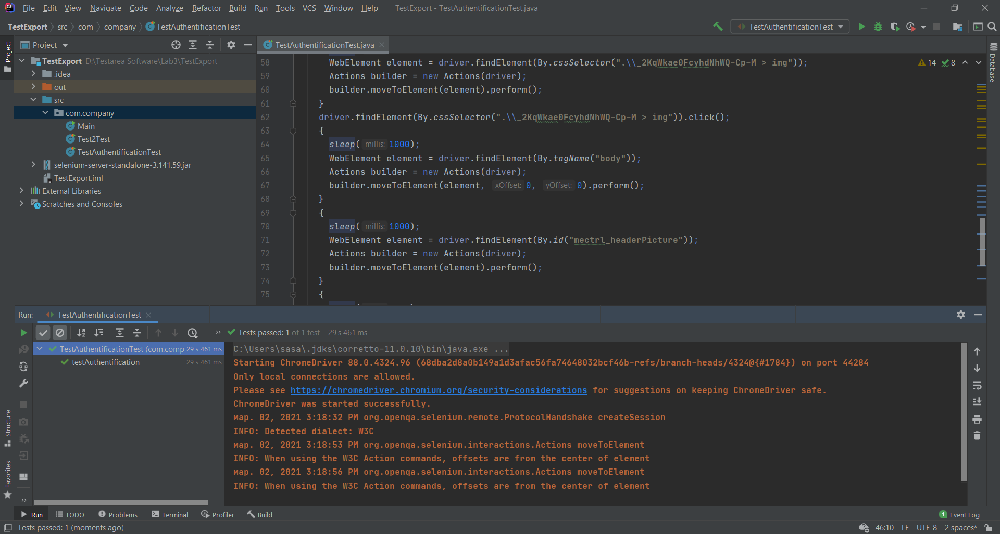 File Edit View Navigate Code Analyze Refactor Build Run Tools VCS Window Help TestExport - TestAuthentificationTest.java
TestExport src com company TestAuthentificationTest
TestAuthentificationTest
Project
Project
TestAuthentificationTest.java
Database
TestExport D:\Testarea Software\Lab3\TestExport
.idea
out
src
com.company
Main
Test2Test
TestAuthentificationTest
selenium-server-standalone-3.141.59.jar
TestExport.iml
External Libraries
Scratches and Consoles
14 8
58 WebElement element = driver.findElement(By.cssSelector(".\\_2KqWkae0FcyhdNhWQ-Cp-M > img"));
59 Actions builder = new Actions(driver);
60 builder.moveToElement(element).perform();
61 }
62 driver.findElement(By.cssSelector(".\\_2KqWkae0FcyhdNhWQ-Cp-M > img")).click();
63 {
64 sleep( millis: 1000);
65 WebElement element = driver.findElement(By.tagName("body"));
66 Actions builder = new Actions(driver);
67 builder.moveToElement(element, xOffset: 0, yOffset: 0).perform();
68 }
69 {
70 sleep( millis: 1000);
71 WebElement element = driver.findElement(By.id("mectrl_headerPicture"));
72 Actions builder = new Actions(driver);
73 builder.moveToElement(element).perform();
74 }
75 {
Run: TestAuthentificationTest
Tests passed: 1 of 1 test – 29 s 461 ms
TestAuthentificationTest (com.comp 29 s 461 ms
testAuthentification 29 s 461 ms
C:\Users\sasa\.jdks\corretto-11.0.10\bin\java.exe ...
Starting ChromeDriver 88.0.4324.96 (68dba2d8a0b149a1d3afac56fa74648032bcf46b-refs/branch-heads/4324@{#1784}) on port 44284
Only local connections are allowed.
Please see https://chromedriver.chromium.org/security-considerations for suggestions on keeping ChromeDriver safe.
ChromeDriver was started successfully.
мар. 02, 2021 3:18:32 PM org.openqa.selenium.remote.ProtocolHandshake createSession
INFO: Detected dialect: W3C
мар. 02, 2021 3:18:53 PM org.openqa.selenium.interactions.Actions moveToElement
INFO: When using the W3C Action commands, offsets are from the center of element
мар. 02, 2021 3:18:56 PM org.openqa.selenium.interactions.Actions moveToElement
INFO: When using the W3C Action commands, offsets are from the center of element
Structure
Favorites
Run TODO Problems Terminal Profiler Build 1 Event Log
Tests passed: 1 (moments ago) 46:10 LF UTF-8 2 spaces*